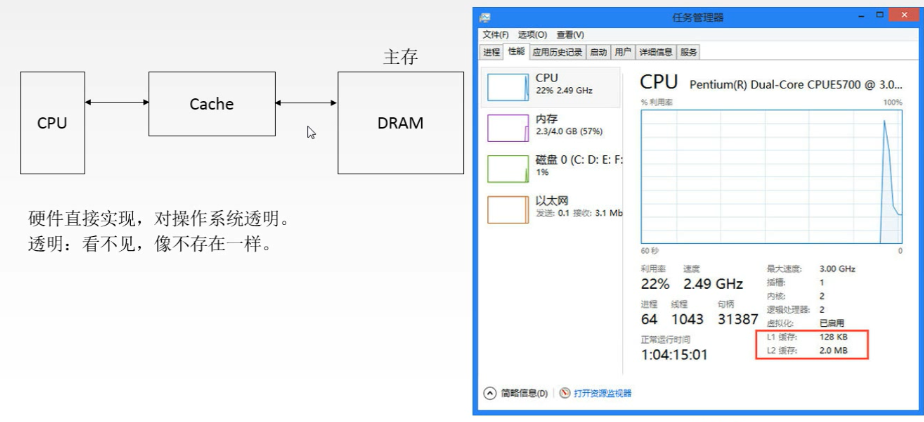 主存
CPU
Cache
DRAM
硬件直接实现，对操作系统透明。
透明：看不见，像不存在一样。
任务管理器
文件(F) 选项(O) 查看(V)
进程 性能 应用历史记录 启动 用户 详细信息 服务
CPU
22% 2.49 GHz
内存
2.3/4.0 GB (57%)
磁盘 0 (C: D: E: F:
1%
以太网
发送: 0.1 接收: 3.1 Mb
CPU Pentium(R) Dual-Core CPUE5700 @ 3.0...
% 利用率 100%
60 秒 0
利用率 速度
22% 2.49 GHz
进程 线程 句柄
64 1043 31387
正常运行时间
1:04:15:01
最大速度: 3.00 GHz
插槽: 1
内核: 2
逻辑处理器: 2
虚拟化: 已启用
L1 缓存: 128 KB
L2 缓存: 2.0 MB
简略信息(D) 打开资源监视器